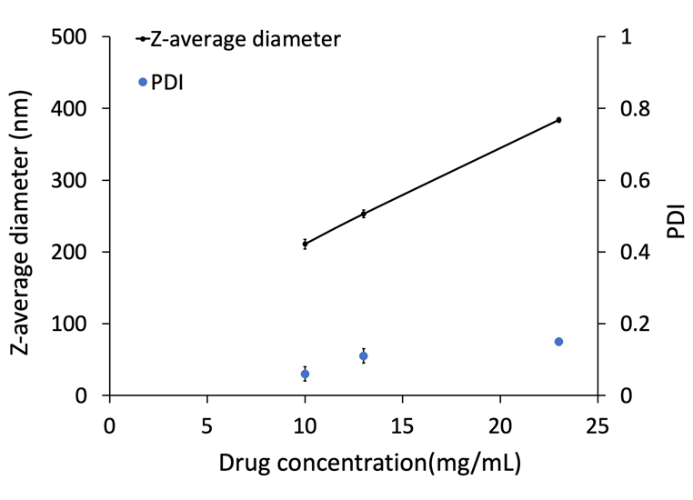 Z-average diameter
PDI
500
400
300
200
100
0
Z-average diameter (nm)
1
0.8
0.6
0.4
0.2
0
PDI
0 5 10 15 20 25
Drug concentration(mg/mL)